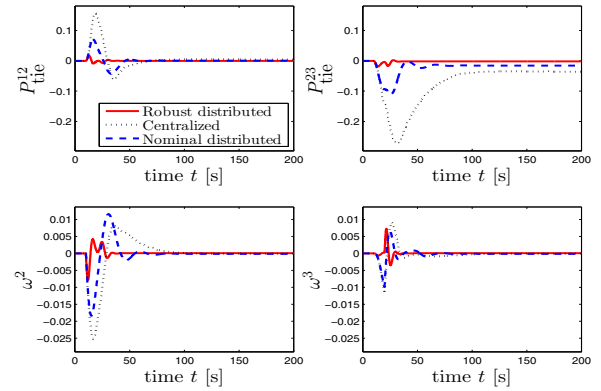 0.1
0
−0.1
−0.2
P_tie^12
Robust distributed
Centralized
Nominal distributed
0 50 100 150 200
time t [s]
0.1
0
−0.1
−0.2
P_tie^23
0 50 100 150 200
time t [s]
0.01
0.005
0
−0.005
−0.01
−0.015
−0.02
−0.025
ω^2
0 50 100 150 200
time t [s]
0.01
0.005
0
−0.005
−0.01
−0.015
−0.02
−0.025
ω^3
0 50 100 150 200
time t [s]